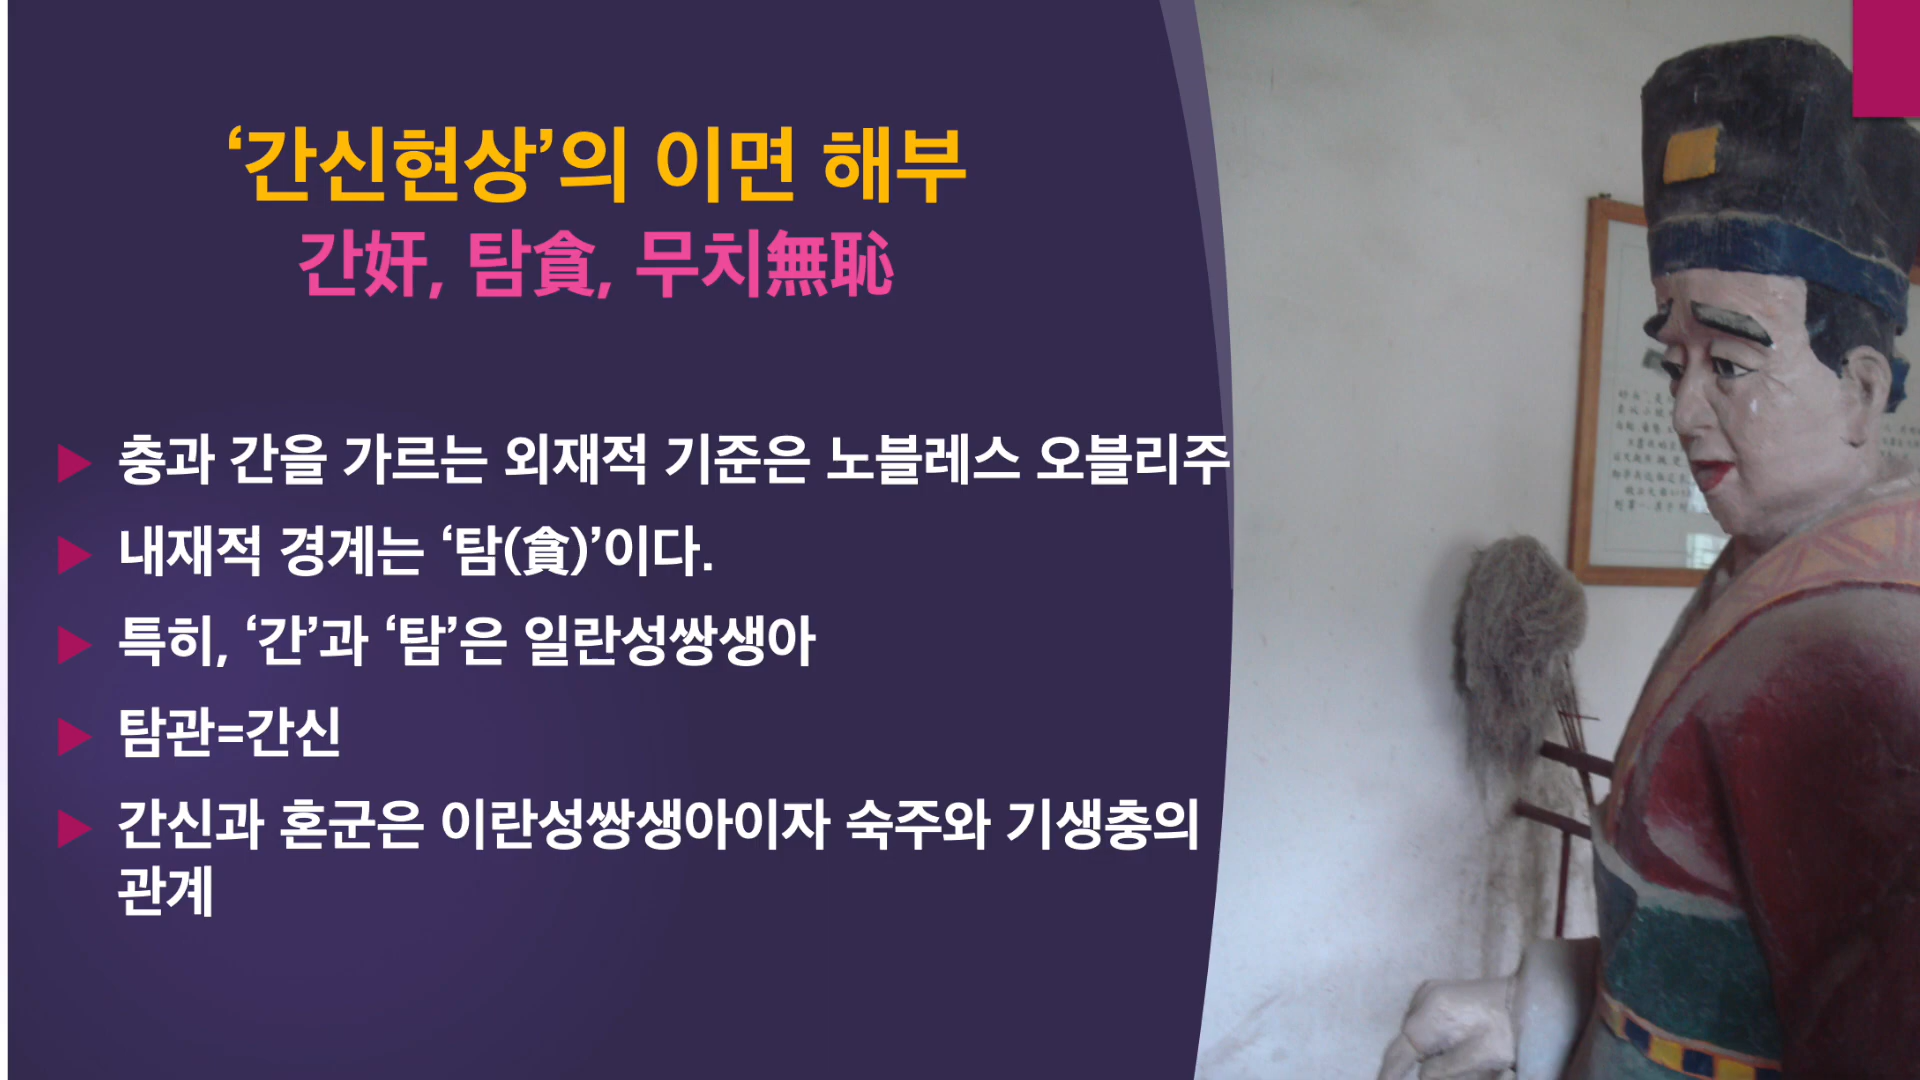 ‘간신현상’의 이면 해부
간奸, 탐貪, 무치無恥
충과 간을 가르는 외재적 기준은 노블레스 오블리주
내재적 경계는 ‘탐(貪)’이다.
특히, ‘간’과 ‘탐’은 일란성쌍생아
탐관=간신
간신과 혼군은 이란성쌍생아이자 숙주와 기생충의
관계